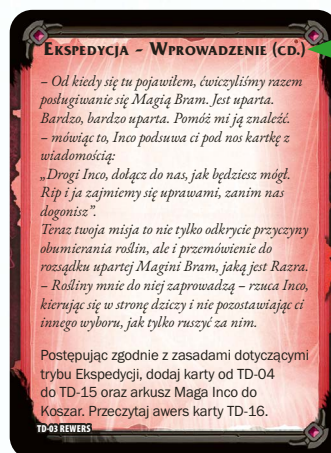 Ekspedycja – Wprowadzenie (cd.)
– Od kiedy się tu pojawiłem, ćwiczyliśmy razem
posługiwanie się Magią Bram. Jest uparta.
Bardzo, bardzo uparta. Pomóż mi ją znaleźć.
– mówiąc to, Inco podsuwa ci pod nos kartkę z
wiadomością:
„Drogi Inco, dołącz do nas, jak będziesz mógł.
Rip i ja zajmiemy się uprawami, zanim nas
dogonisz”.
Teraz twoja misja to nie tylko odkrycie przyczyny
obumierania roślin, ale i przemówienie do
rozsądku upartej Magini Bram, jaką jest Razra.
– Rośliny mnie do niej zaprowadzą – rzuca Inco,
kierując się w stronę dziczy i nie pozostawiając ci
innego wyboru, jak tylko ruszyć za nim.
Postępując zgodnie z zasadami dotyczącymi
trybu Ekspedycji, dodaj karty od TD-04
do TD-15 oraz arkusz Maga Inco do
Koszar. Przeczytaj awers karty TD-16.
TD-03 REWERS